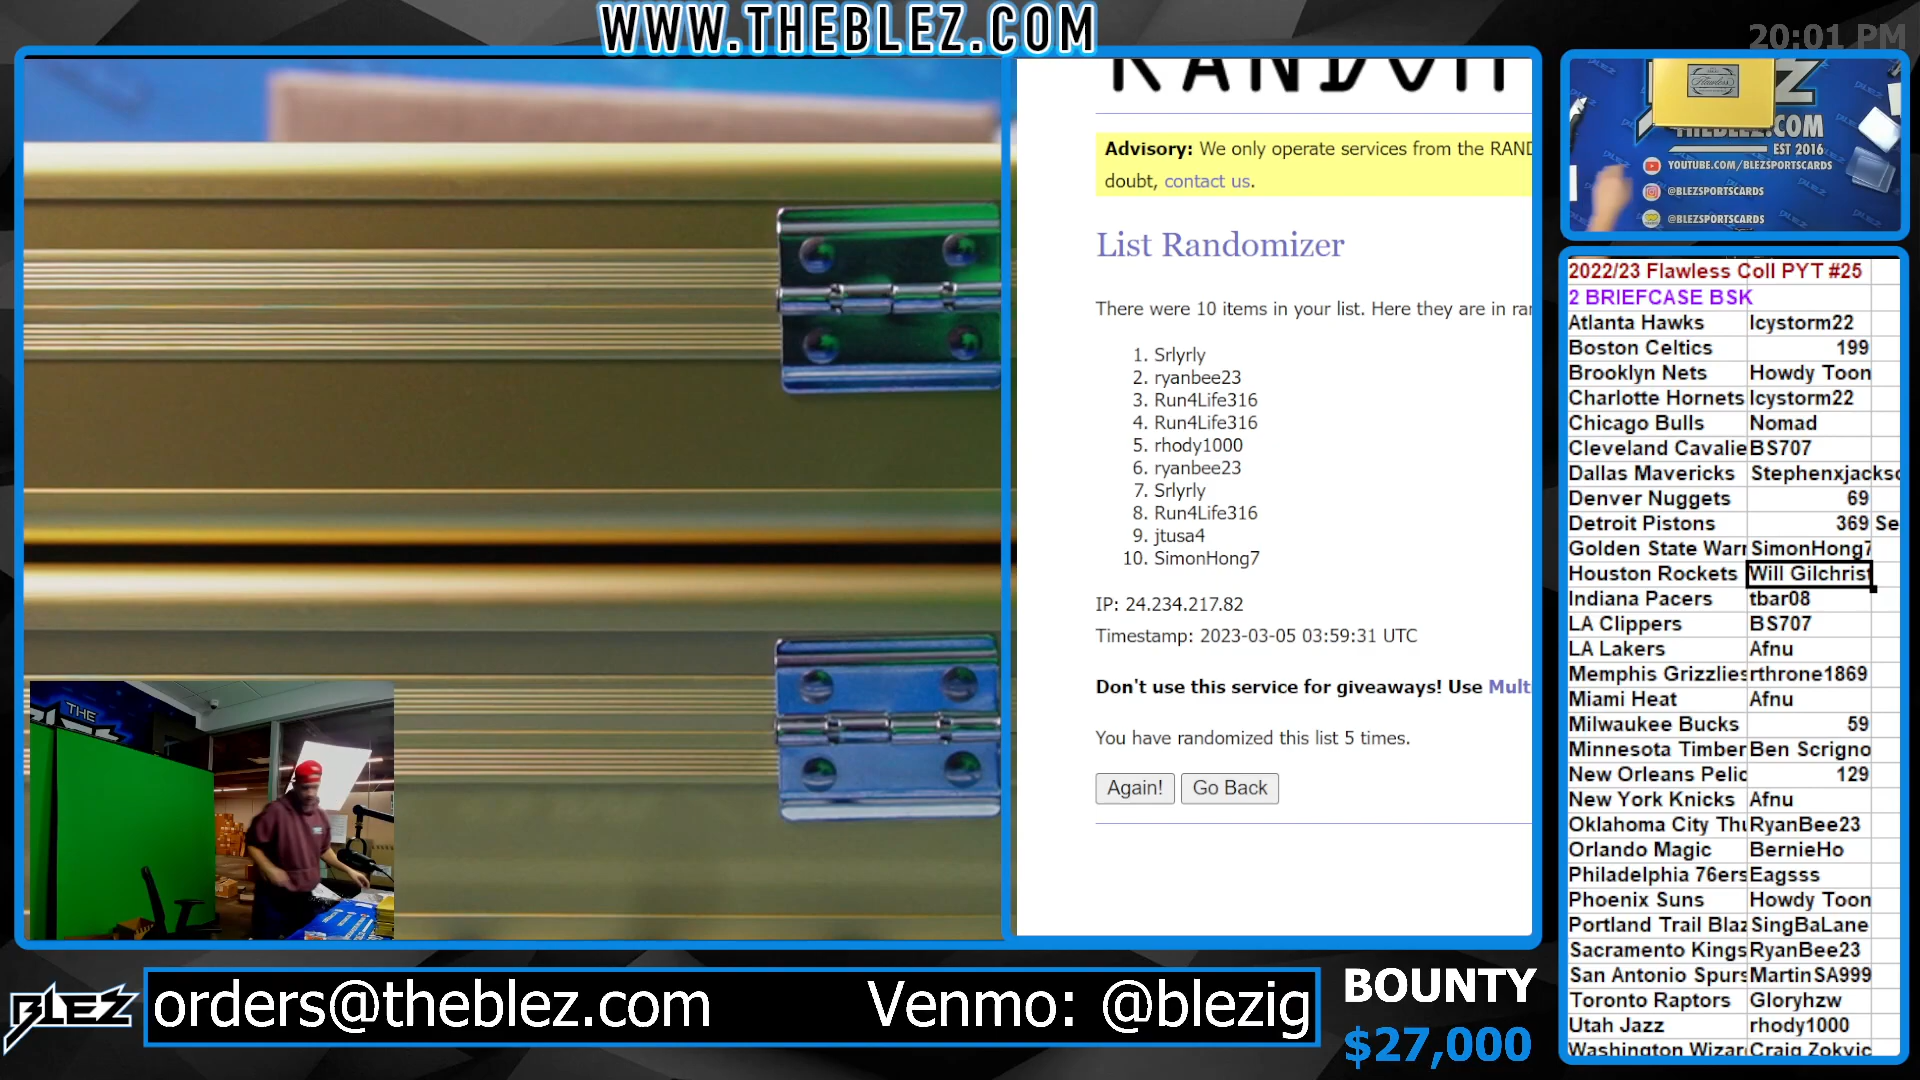 WWW.THEBLEZ.COM
20:01 PM
RANDOM
Advisory: We only operate services from the RAND
doubt, contact us.
List Randomizer
There were 10 items in your list. Here they are in ran
1. Srlyrly
2. ryanbee23
3. Run4Life316
4. Run4Life316
5. rhody1000
6. ryanbee23
7. Srlyrly
8. Run4Life316
9. jtusa4
10. SimonHong7
IP: 24.234.217.82
Timestamp: 2023-03-05 03:59:31 UTC
Don't use this service for giveaways! Use Mult
You have randomized this list 5 times.
Again! Go Back
Flawless
THEBLEZ.COM
EST 2016
YOUTUBE.COM/BLEZSPORTSCARDS
@BLEZSPORTSCARDS
@BLEZSPORTSCARDS
2022/23 Flawless Coll PYT #25
2 BRIEFCASE BSK
Atlanta Hawks Icystorm22
Boston Celtics 199
Brooklyn Nets Howdy Toon
Charlotte Hornets Icystorm22
Chicago Bulls Nomad
Cleveland Cavalie BS707
Dallas Mavericks Stephenxjackso
Denver Nuggets 69
Detroit Pistons 369 Se
Golden State Warr SimonHong7
Houston Rockets Will Gilchrist
Indiana Pacers tbar08
LA Clippers BS707
LA Lakers Afnu
Memphis Grizzlies rthrone1869
Miami Heat Afnu
Milwaukee Bucks 59
Minnesota Timber Ben Scrigno
New Orleans Pelic 129
New York Knicks Afnu
Oklahoma City Thu RyanBee23
Orlando Magic BernieHo
Philadelphia 76ers Eagsss
Phoenix Suns Howdy Toon
Portland Trail Blaz SingBaLane
Sacramento Kings RyanBee23
San Antonio Spurs MartinSA999
Toronto Raptors Gloryhzw
Utah Jazz rhody1000
Washington Wizar Craig Zokvic
THE
BLEZ
orders@theblez.com Venmo: @blezig
BOUNTY
$27,000